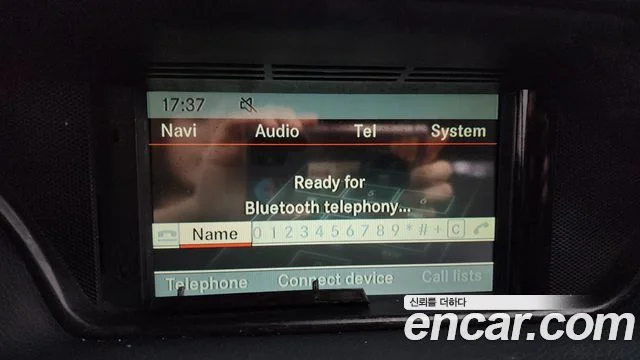 17:37
Navi Audio Tel System
Ready for
Bluetooth telephony...
Name 0 1 2 3 4 5 6 7 8 9 * # + C
Telephone Connect device Call lists
신뢰를 더하다
encar.com